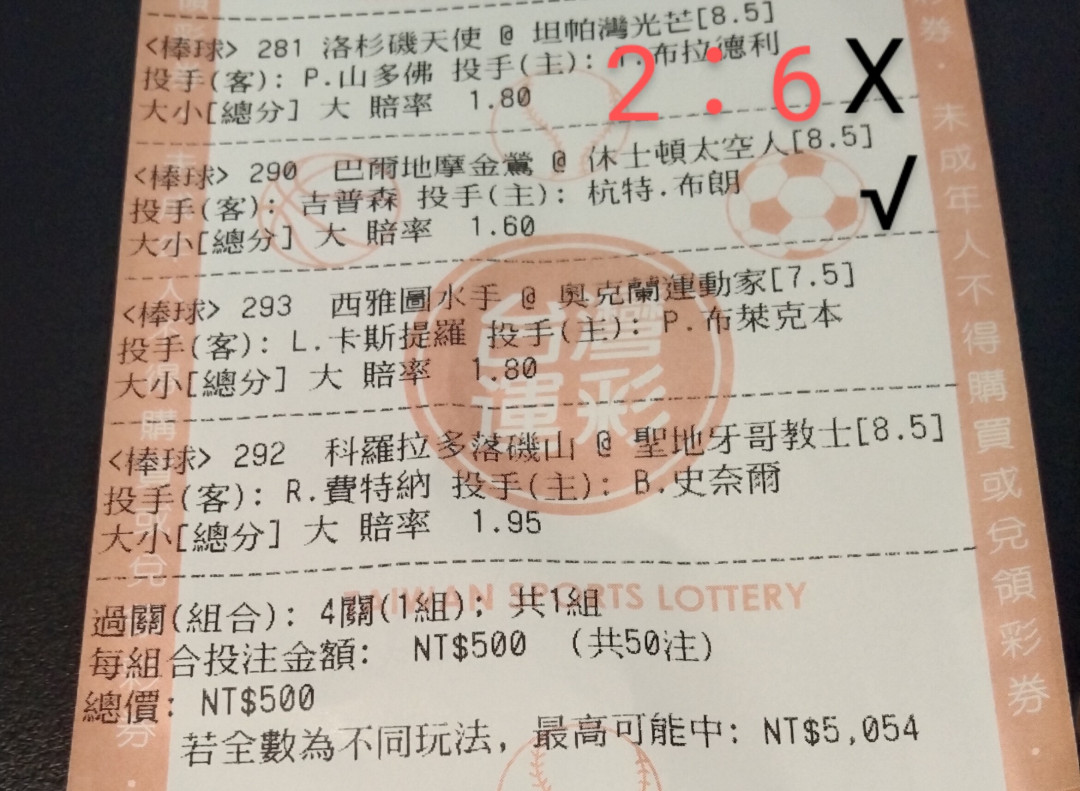 <棒球> 281 洛杉磯天使 @ 坦帕灣光芒[8.5]
投手(客): P.山多佛 投手(主): .布拉德利
大小[總分] 大 賠率 1.80
2:6 X
<棒球> 290 巴爾地摩金鶯 @ 休士頓太空人[8.5]
投手(客): 吉普森 投手(主): 杭特.布朗
大小[總分] 大 賠率 1.60
√
<棒球> 293 西雅圖水手 @ 奧克蘭運動家[7.5]
投手(客): L.卡斯提羅 投手(主): P.布萊克本
大小[總分] 大 賠率 1.80
台灣
運彩
<棒球> 292 科羅拉多落磯山 @ 聖地牙哥教士[8.5]
投手(客): R.費特納 投手(主): B.史奈爾
大小[總分] 大 賠率 1.95
TAIWAN SPORTS LOTTERY
過關(組合): 4關(1組); 共1組
每組合投注金額: NT$500 (共50注)
總價: NT$500
若全數為不同玩法, 最高可能中: NT$5,054
彩券.未成年人不得購買或兌領彩券.